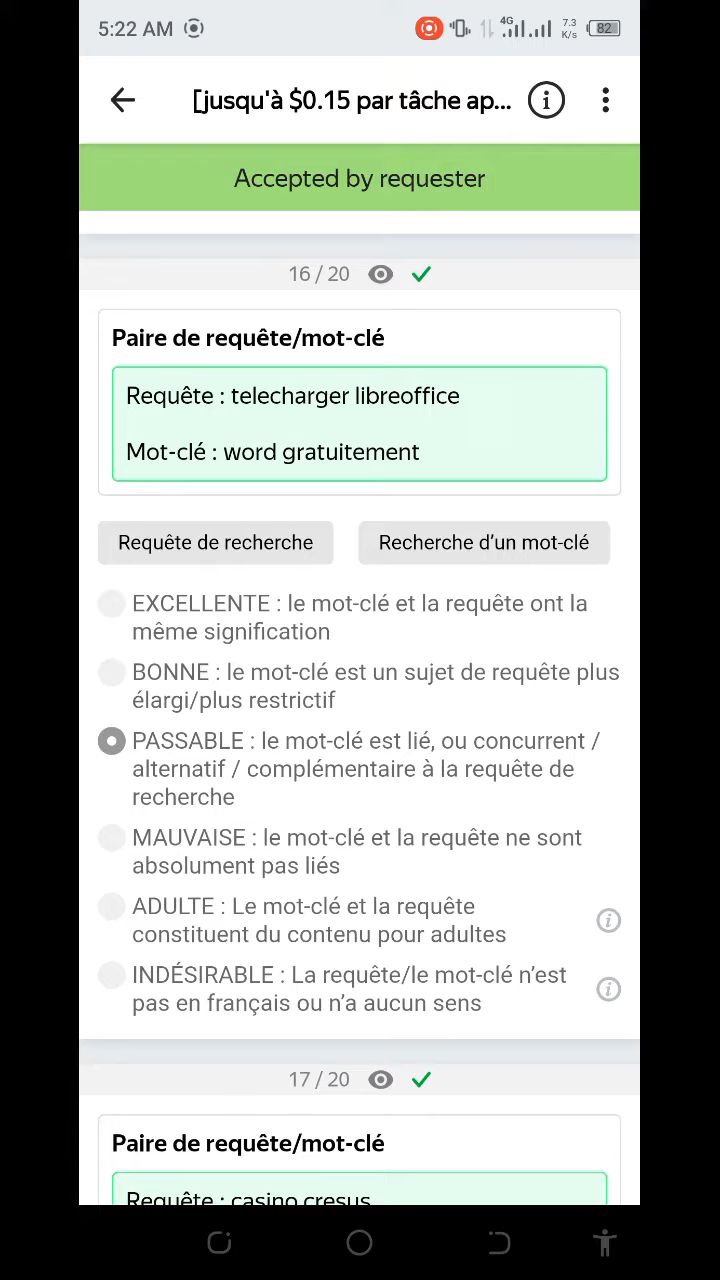 5:22 AM
4G
7.3
K/s
82
[jusqu'à $0.15 par tâche ap...
Accepted by requester
16 / 20
Paire de requête/mot-clé
Requête : telecharger libreoffice
Mot-clé : word gratuitement
Requête de recherche
Recherche d’un mot-clé
EXCELLENTE : le mot-clé et la requête ont la
même signification
BONNE : le mot-clé est un sujet de requête plus
élargi/plus restrictif
PASSABLE : le mot-clé est lié, ou concurrent /
alternatif / complémentaire à la requête de
recherche
MAUVAISE : le mot-clé et la requête ne sont
absolument pas liés
ADULTE : Le mot-clé et la requête
constituent du contenu pour adultes
INDÉSIRABLE : La requête/le mot-clé n’est
pas en français ou n’a aucun sens
17 / 20
Paire de requête/mot-clé
Requête : casino cresus